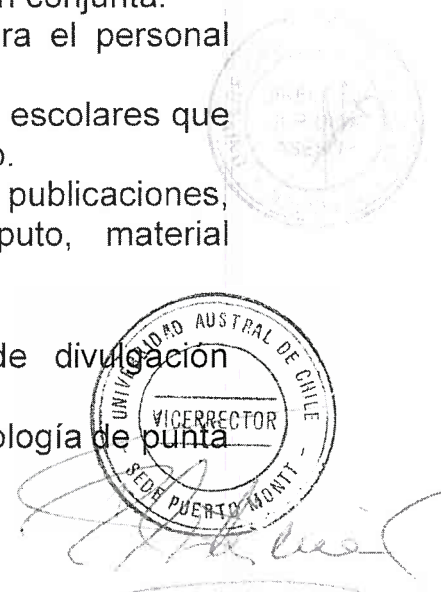 n conjunta.
ra el personal
escolares que
o.
publicaciones,
puto, material
de divulgación
ología de punta
UNIVERSIDAD AUSTRAL DE CHILE
VICERRECTOR
SEDE PUERTO MONTT -